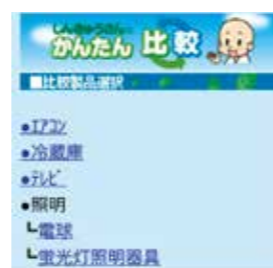 しんきゅうさんの
かんたん比較
■比較製品選択
●エアコン
●冷蔵庫
●テレビ
●照明
┗電球
┗蛍光灯照明器具